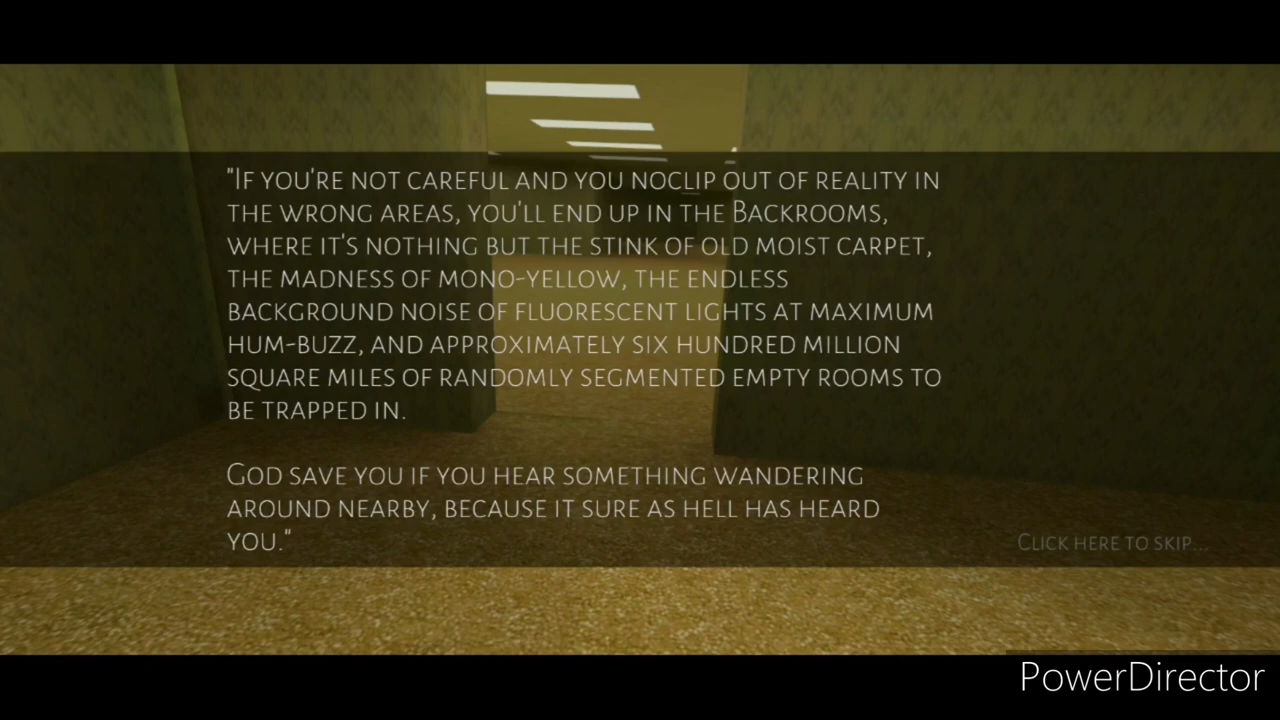 "If you're not careful and you noclip out of reality in
the wrong areas, you'll end up in the Backrooms,
where it's nothing but the stink of old moist carpet,
the madness of mono-yellow, the endless
background noise of fluorescent lights at maximum
hum-buzz, and approximately six hundred million
square miles of randomly segmented empty rooms to
be trapped in.
God save you if you hear something wandering
around nearby, because it sure as hell has heard
you."
Click here to skip...
PowerDirector